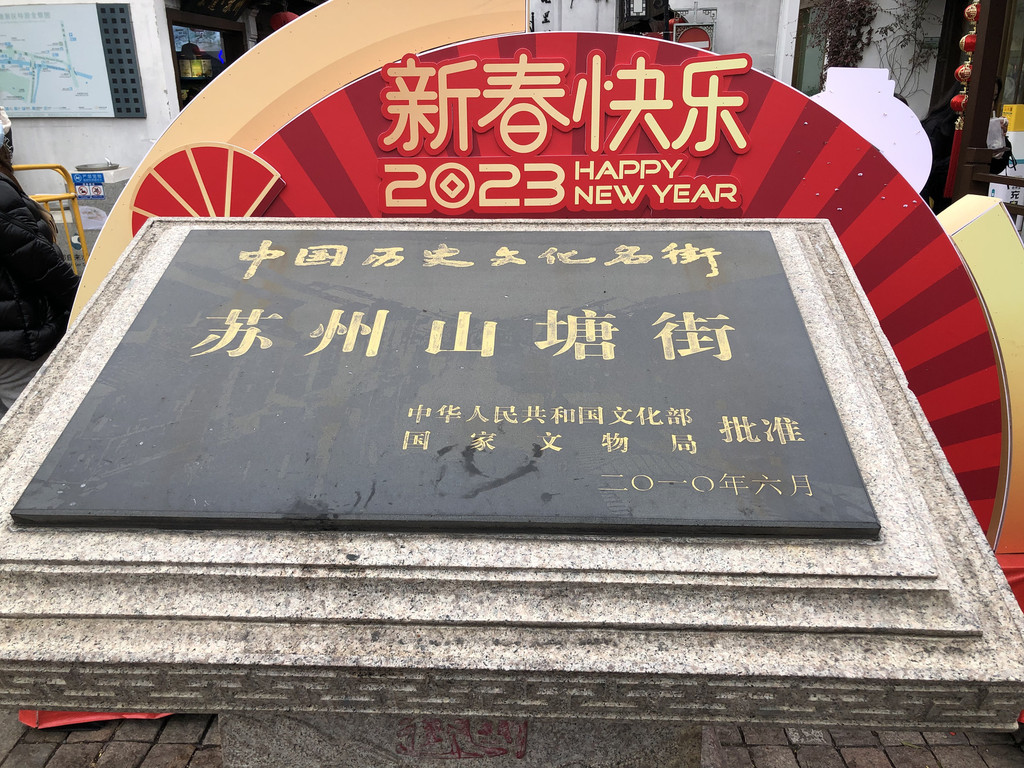 新春快乐
2023 HAPPY
NEW YEAR
中国历史文化名街
苏州山塘街
中华人民共和国文化部
国家文物局
批准
二〇一〇年六月